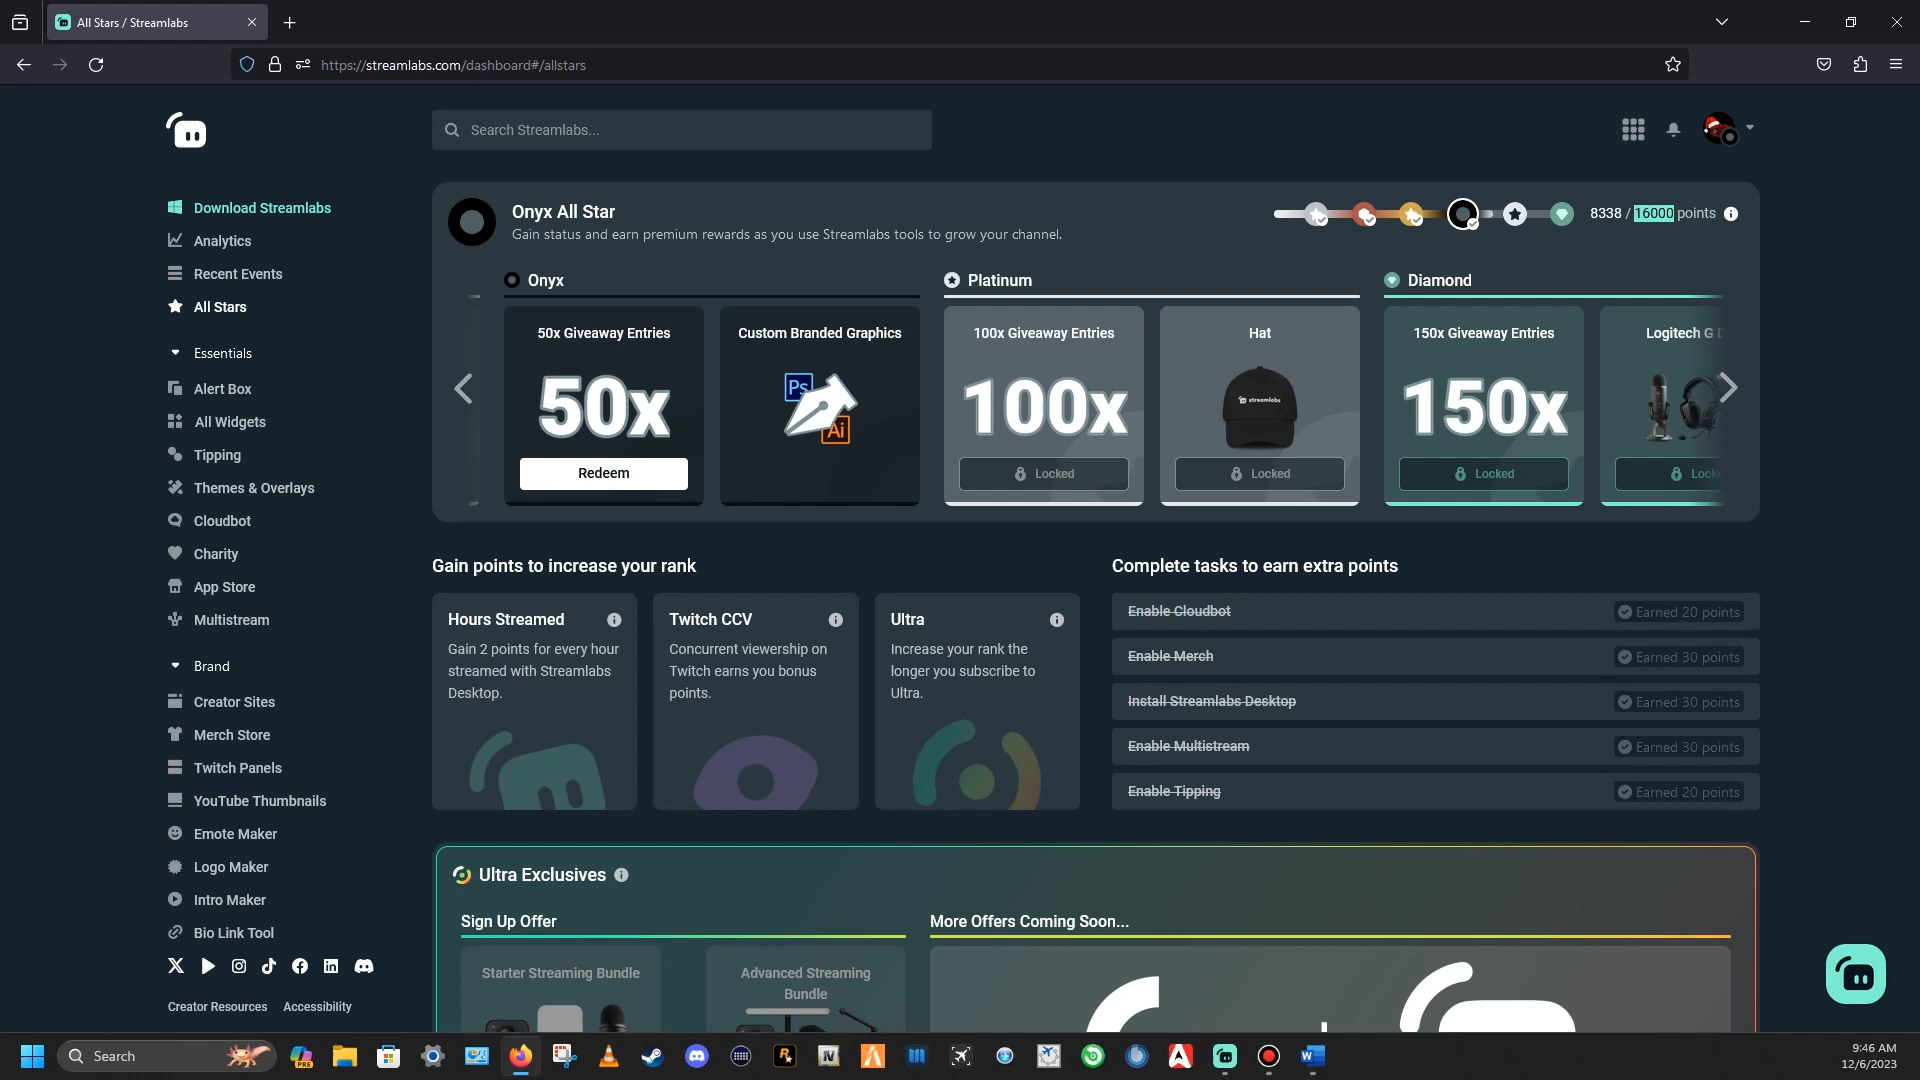 All Stars / Streamlabs
https://streamlabs.com/dashboard#/allstars
Search Streamlabs...
Download Streamlabs
Analytics
Recent Events
All Stars
Essentials
Alert Box
All Widgets
Tipping
Themes & Overlays
Cloudbot
Charity
App Store
Multistream
Brand
Creator Sites
Merch Store
Twitch Panels
YouTube Thumbnails
Emote Maker
Logo Maker
Intro Maker
Bio Link Tool
Creator Resources Accessibility
Onyx All Star
Gain status and earn premium rewards as you use Streamlabs tools to grow your channel.
8338 / 16000 points
Onyx
Platinum
Diamond
50x Giveaway Entries
50x
Redeem
Custom Branded Graphics
Ps
Ai
100x Giveaway Entries
100x
Locked
Hat
streamlabs
Locked
150x Giveaway Entries
150x
Locked
Logitech G
Locke
Gain points to increase your rank
Hours Streamed
Gain 2 points for every hour
streamed with Streamlabs
Desktop.
Twitch CCV
Concurrent viewership on
Twitch earns you bonus
points.
Ultra
Increase your rank the
longer you subscribe to
Ultra.
Complete tasks to earn extra points
Enable Cloudbot Earned 20 points
Enable Merch Earned 30 points
Install Streamlabs Desktop Earned 30 points
Enable Multistream Earned 30 points
Enable Tipping Earned 20 points
Ultra Exclusives
Sign Up Offer
More Offers Coming Soon...
Starter Streaming Bundle
Advanced Streaming
Bundle
Search
PRE
9:46 AM
12/6/2023